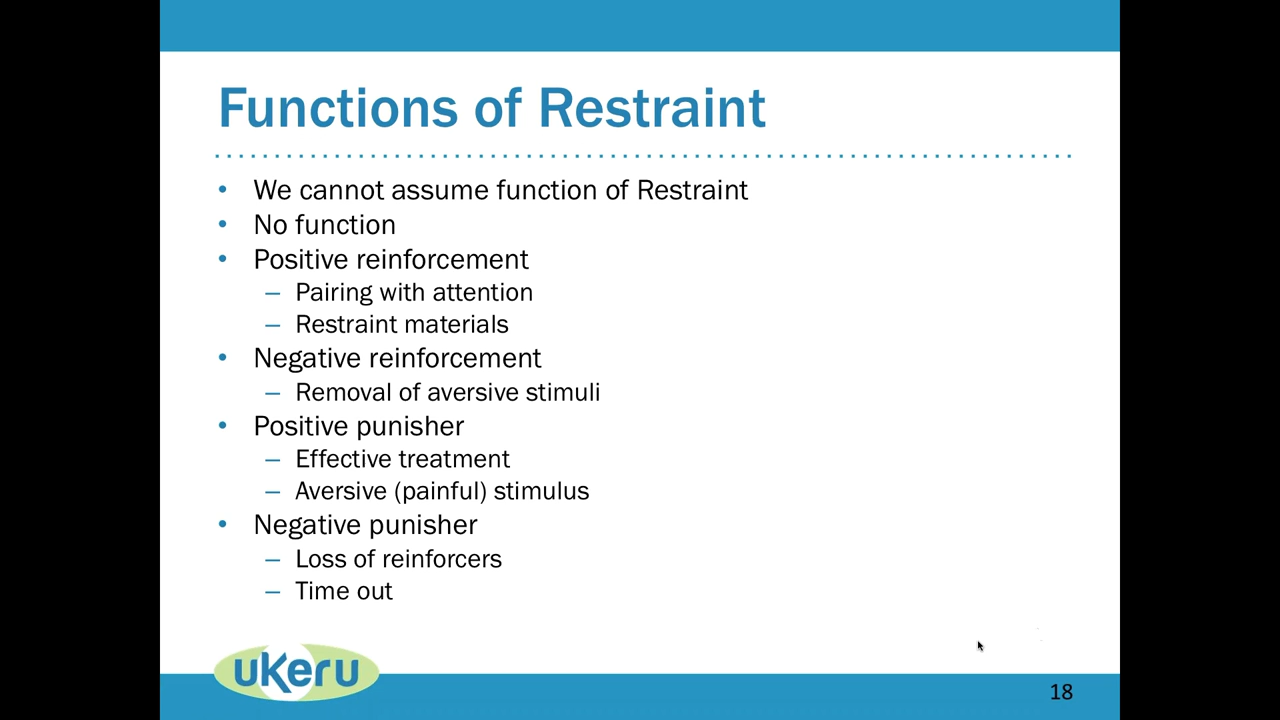 Functions of Restraint
• We cannot assume function of Restraint
• No function
• Positive reinforcement
– Pairing with attention
– Restraint materials
• Negative reinforcement
– Removal of aversive stimuli
• Positive punisher
– Effective treatment
– Aversive (painful) stimulus
• Negative punisher
– Loss of reinforcers
– Time out
ukeru
18